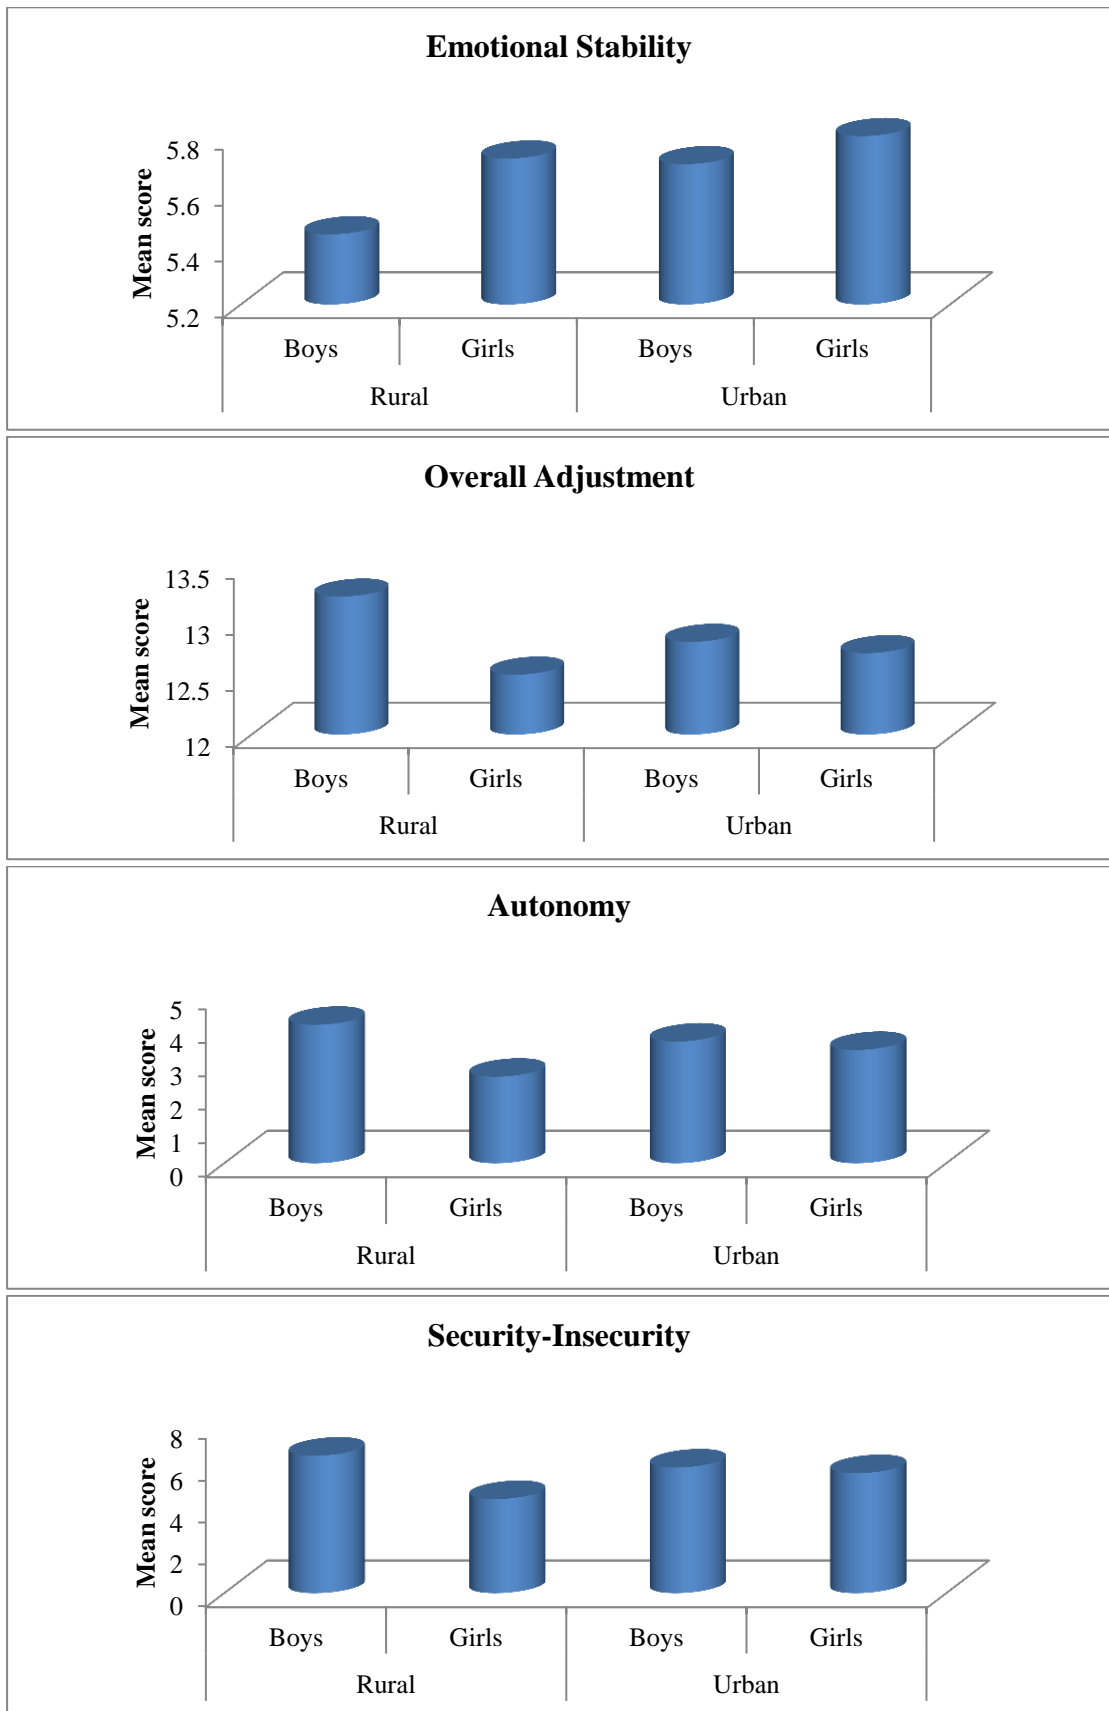 Emotional Stability
Mean score
5.8
5.6
5.4
5.2
Boys Girls Boys Girls
Rural Urban
Overall Adjustment
Mean score
13.5
13
12.5
12
Boys Girls Boys Girls
Rural Urban
Autonomy
Mean score
5
4
3
2
1
0
Boys Girls Boys Girls
Rural Urban
Security-Insecurity
Mean score
8
6
4
2
0
Boys Girls Boys Girls
Rural Urban